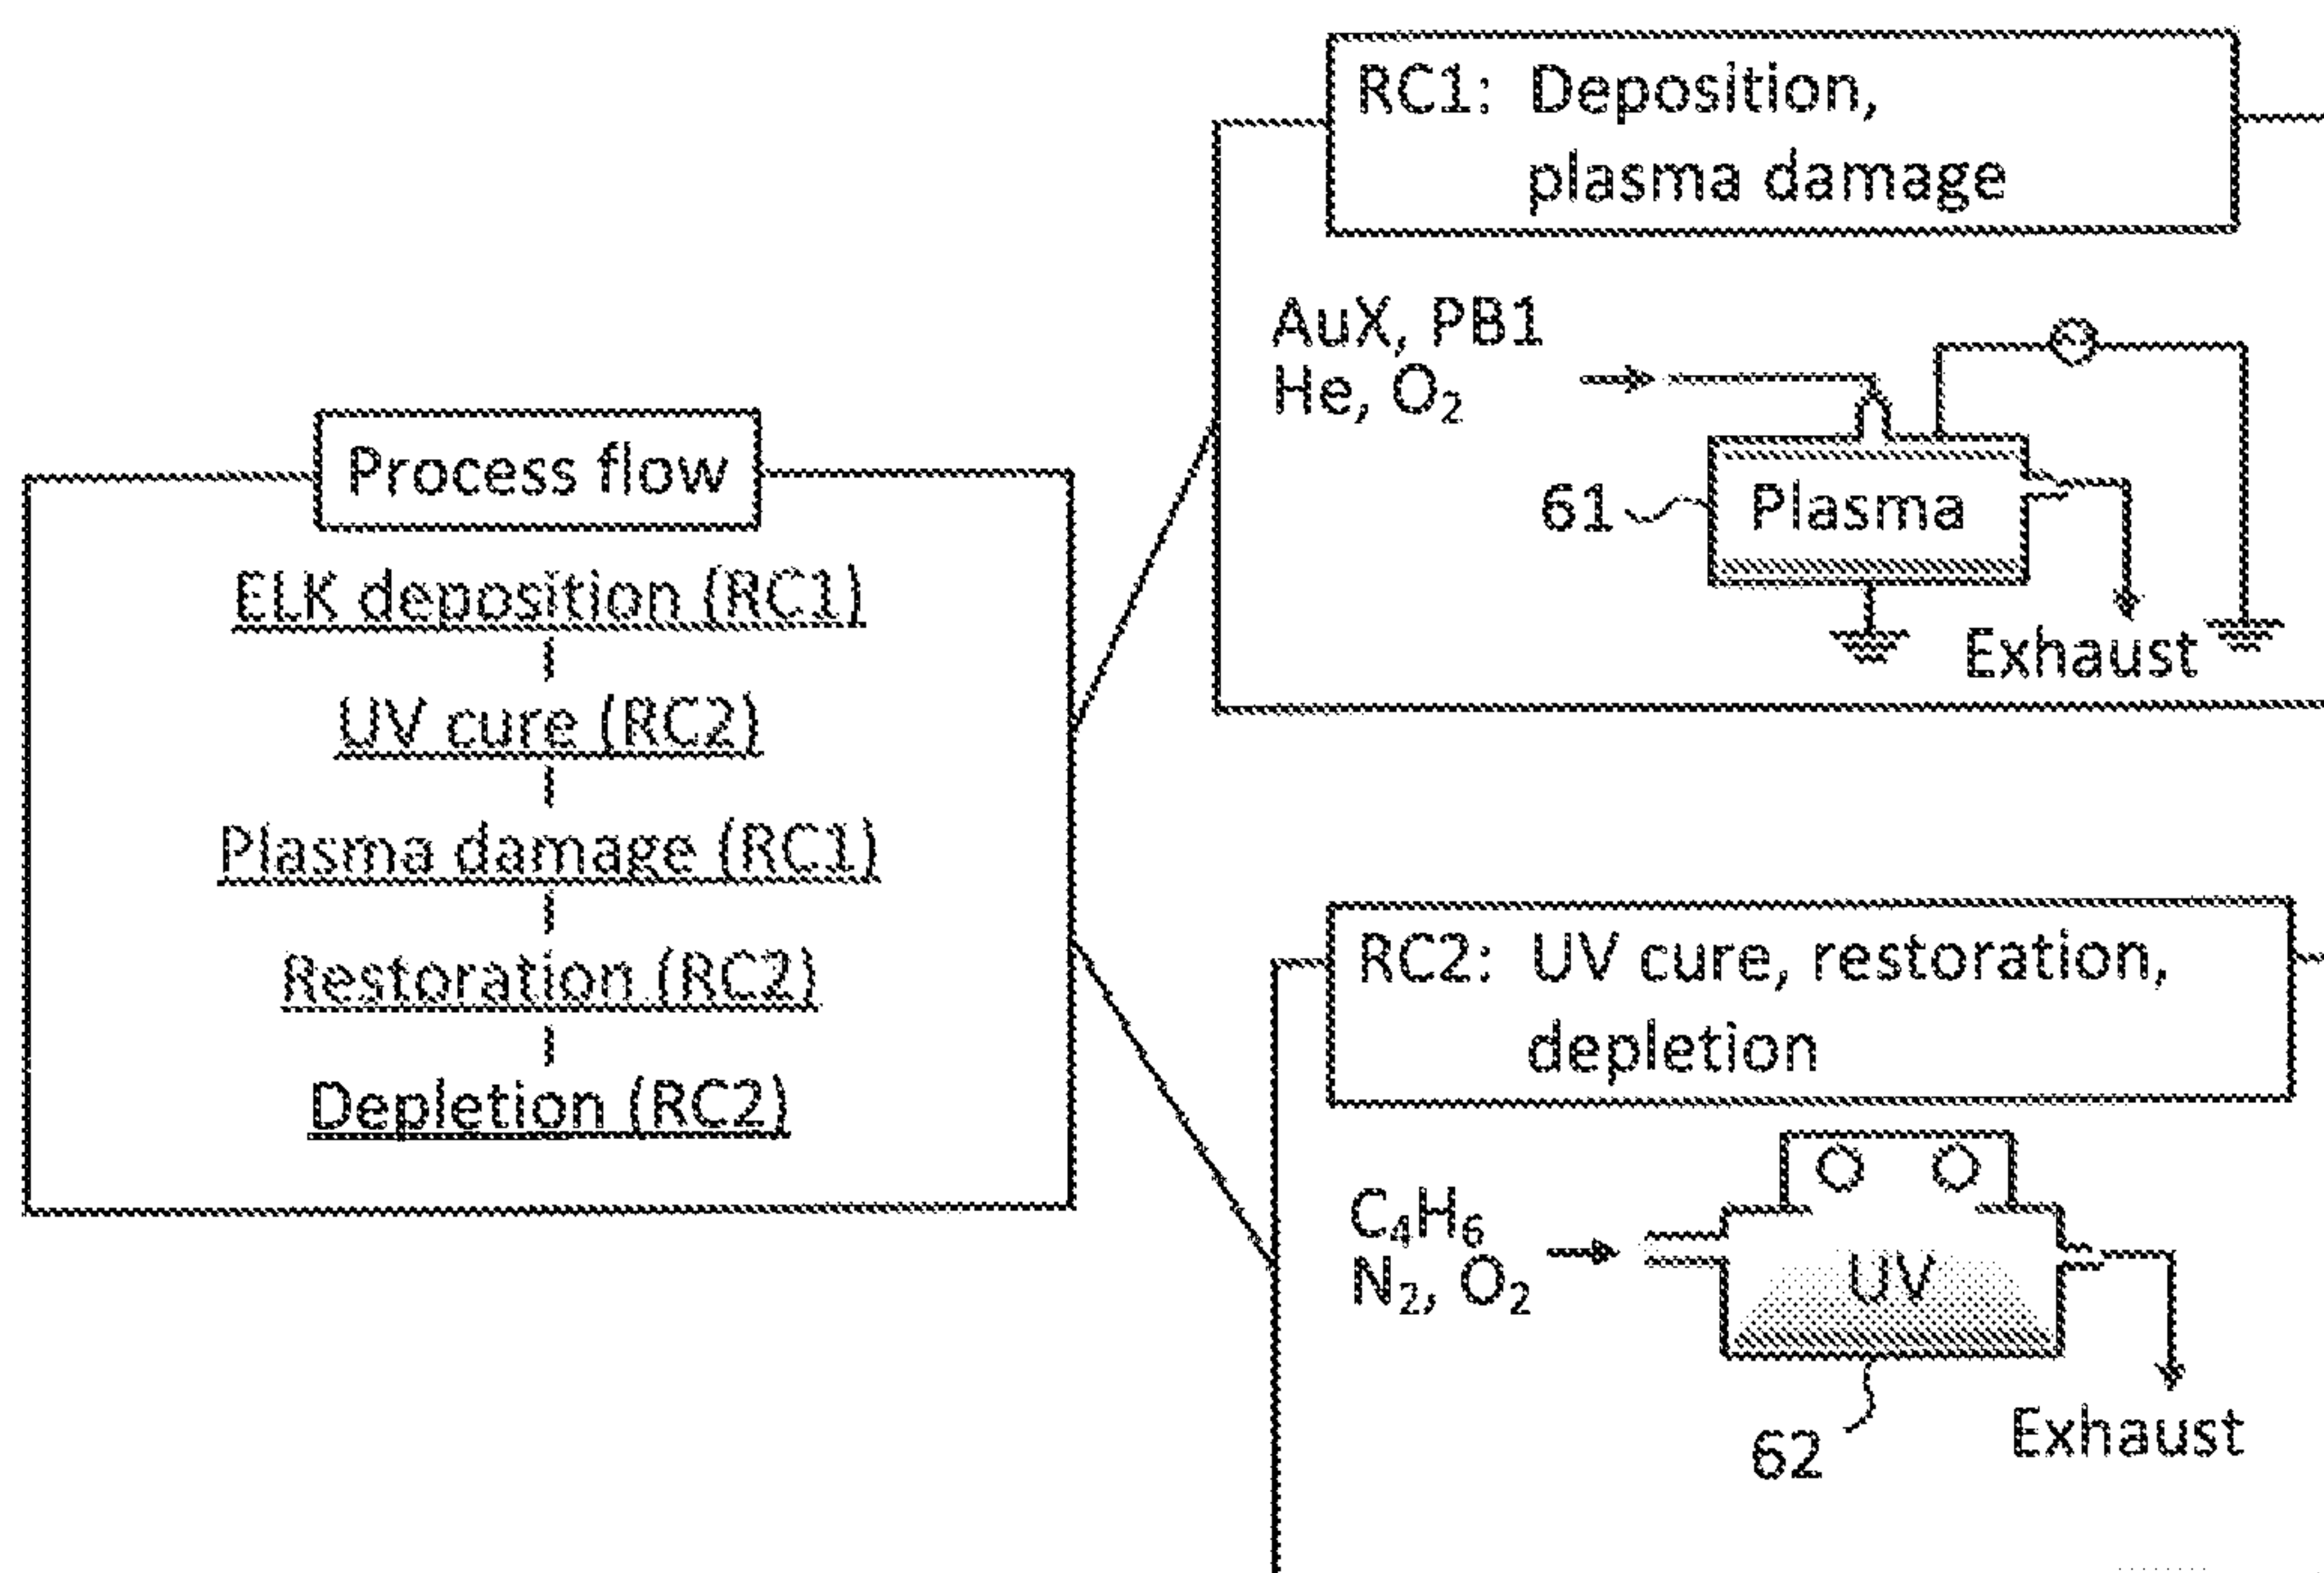 Process flow
ELK deposition (RC1)
UV cure (RC2)
Plasma damage (RC1)
Restoration (RC2)
Depletion (RC2)
RC1: Deposition,
plasma damage
AuX, PB1
He, O₂
61
Plasma
Exhaust
RC2: UV cure, restoration,
depletion
C₄H₆
N₂, O₂
UV
62
Exhaust